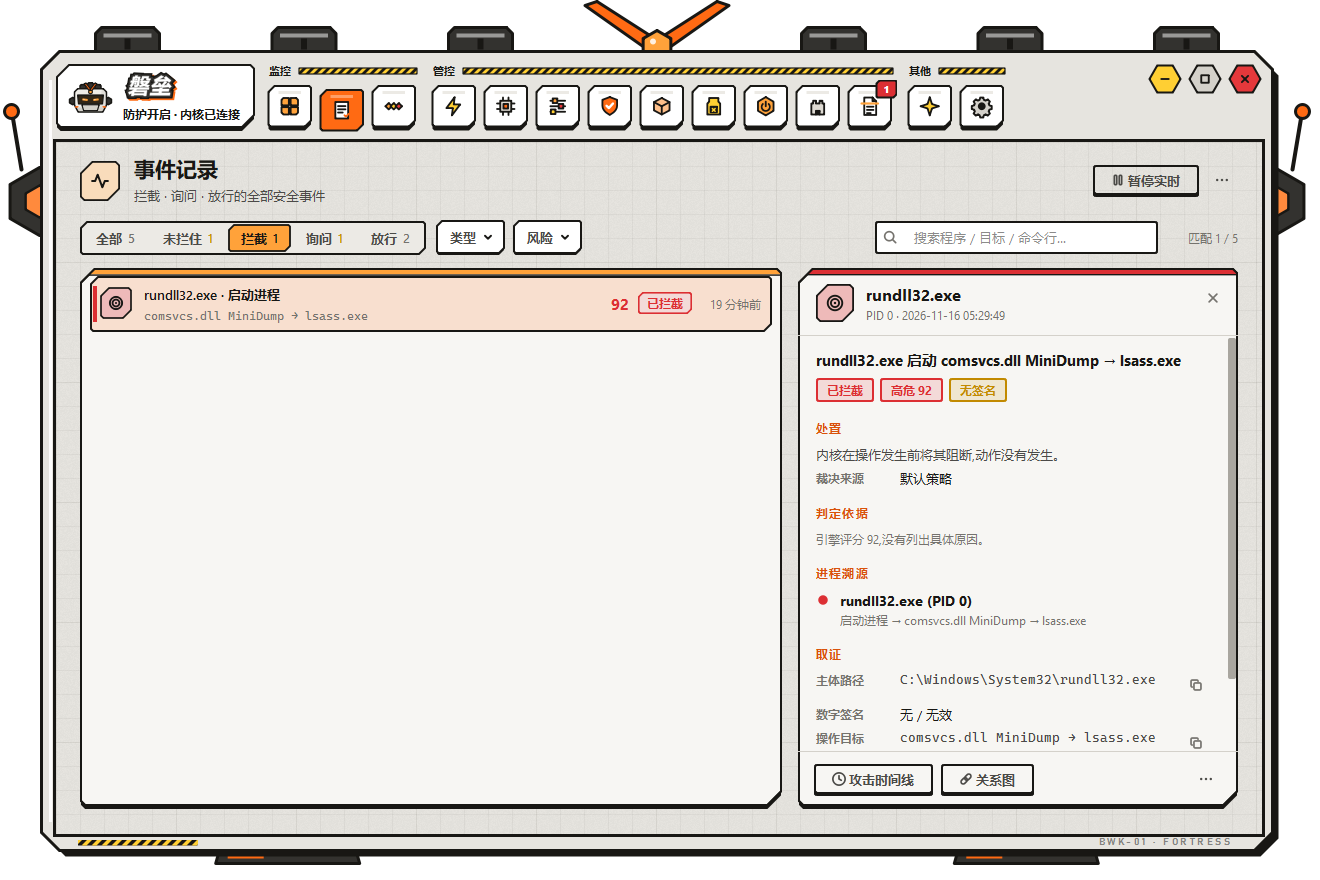 监控
管控
其他
磐垒
防护开启 · 内核已连接
1
事件记录
拦截 · 询问 · 放行的全部安全事件
暂停实时
全部 5
未拦住 1
拦截 1
询问 1
放行 2
类型
风险
搜索程序 / 目标 / 命令行...
匹配 1 / 5
rundll32.exe · 启动进程
comsvcs.dll MiniDump → lsass.exe
92
已拦截
19 分钟前
rundll32.exe
PID 0 · 2026-11-16 05:29:49
rundll32.exe 启动 comsvcs.dll MiniDump → lsass.exe
已拦截
高危 92
无签名
处置
内核在操作发生前将其阻断,动作没有发生。
裁决来源 默认策略
判定依据
引擎评分 92,没有列出具体原因。
进程溯源
rundll32.exe (PID 0)
启动进程 → comsvcs.dll MiniDump → lsass.exe
取证
主体路径 C:\Windows\System32\rundll32.exe
数字签名 无 / 无效
操作目标 comsvcs.dll MiniDump → lsass.exe
攻击时间线
关系图
BWK-01 · FORTRESS